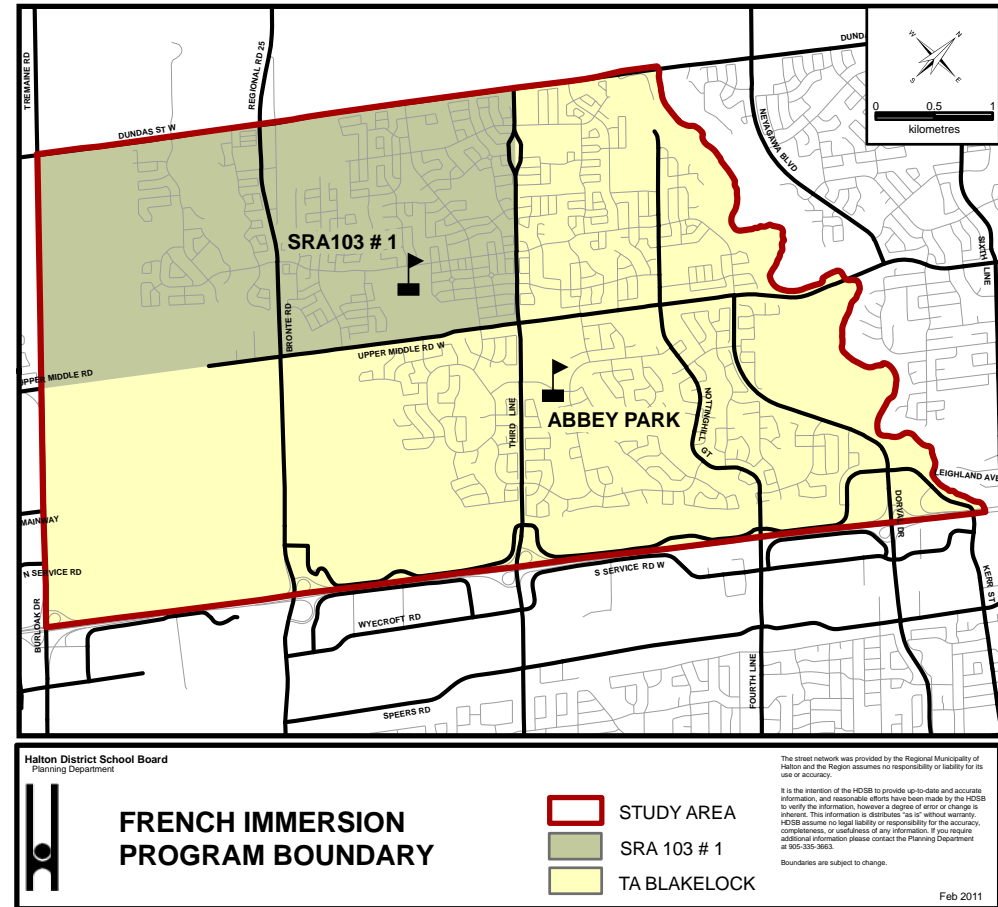 TREMAINE RD
REGIONAL RD 25
DUNDAS ST W
DUND
NEYAGAWA BLVD
SIXTH LINE
W
N
S
E
0 0.5 1
kilometres
SRA103 # 1
BRONTE RD
UPPER MIDDLE RD W
UPPER MIDDLE RD
THIRD LINE
ABBEY PARK
NOTTINGHILL GT
LEIGHLAND AVE
DORVAL DR
MAINWAY
N SERVICE RD
S SERVICE RD W
BURLOAK DR
WYECROFT RD
KERR ST
FOURTH LINE
SPEERS RD
Halton District School Board
Planning Department
FRENCH IMMERSION
PROGRAM BOUNDARY
STUDY AREA
SRA 103 # 1
TA BLAKELOCK
The street network was provided by the Regional Municipality of
Halton and the Region assumes no responsibility or liability for its
use or accuracy.
It is the intention of the HDSB to provide up-to-date and accurate
information, and reasonable efforts have been made by the HDSB
to verify the information, however a degree of error or change is
inherent. This information is distributes "as is" without warranty.
HDSB assume no legal liability or responsibility for the accuracy,
completeness, or usefulness of any information. If you require
additional information please contact the Planning Department
at 905-335-3663.
Boundaries are subject to change.
Feb 2011